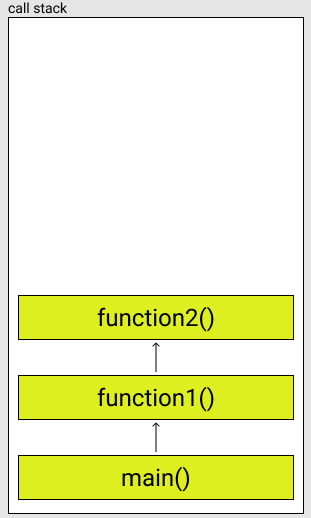 call stack
function2()
function1()
main()